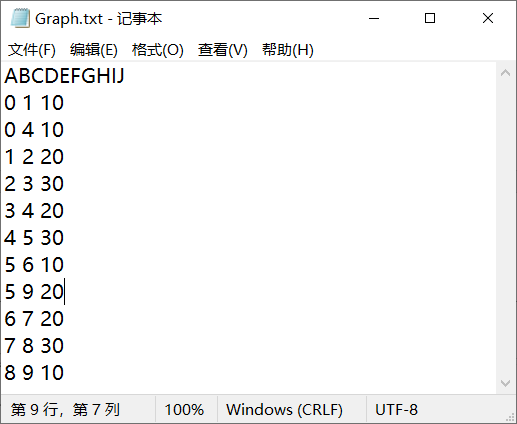 Graph.txt - 记事本
文件(F) 编辑(E) 格式(O) 查看(V) 帮助(H)
ABCDEFGHIJ
0 1 10
0 4 10
1 2 20
2 3 30
3 4 20
4 5 30
5 6 10
5 9 20
6 7 20
7 8 30
8 9 10
第 9 行，第 7 列 100% Windows (CRLF) UTF-8